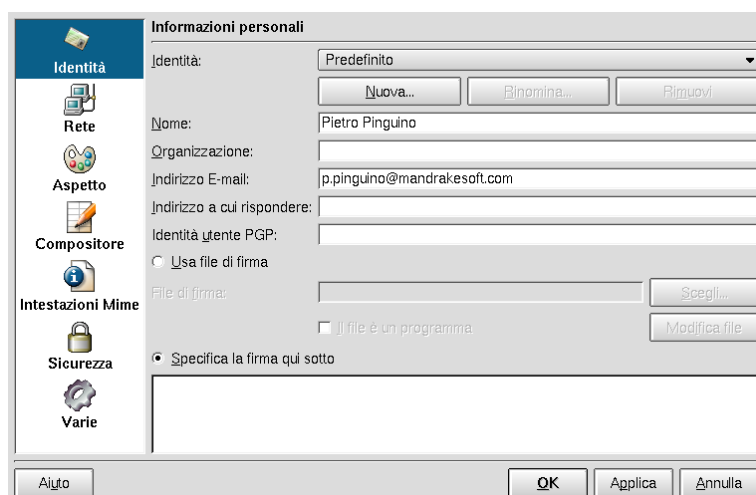 Informazioni personali
Identità
Rete
Aspetto
Compositore
Intestazioni Mime
Sicurezza
Varie
Identità: Predefinito
Nuova... Rinomina... Rimuovi
Nome: Pietro Pinguino
Organizzazione:
Indirizzo E-mail: p.pinguino@mandrakesoft.com
Indirizzo a cui rispondere:
Identità utente PGP:
Usa file di firma
File di firma: Scegli...
Il file è un programma Modifica file
Specifica la firma qui sotto
Aiuto OK Applica Annulla